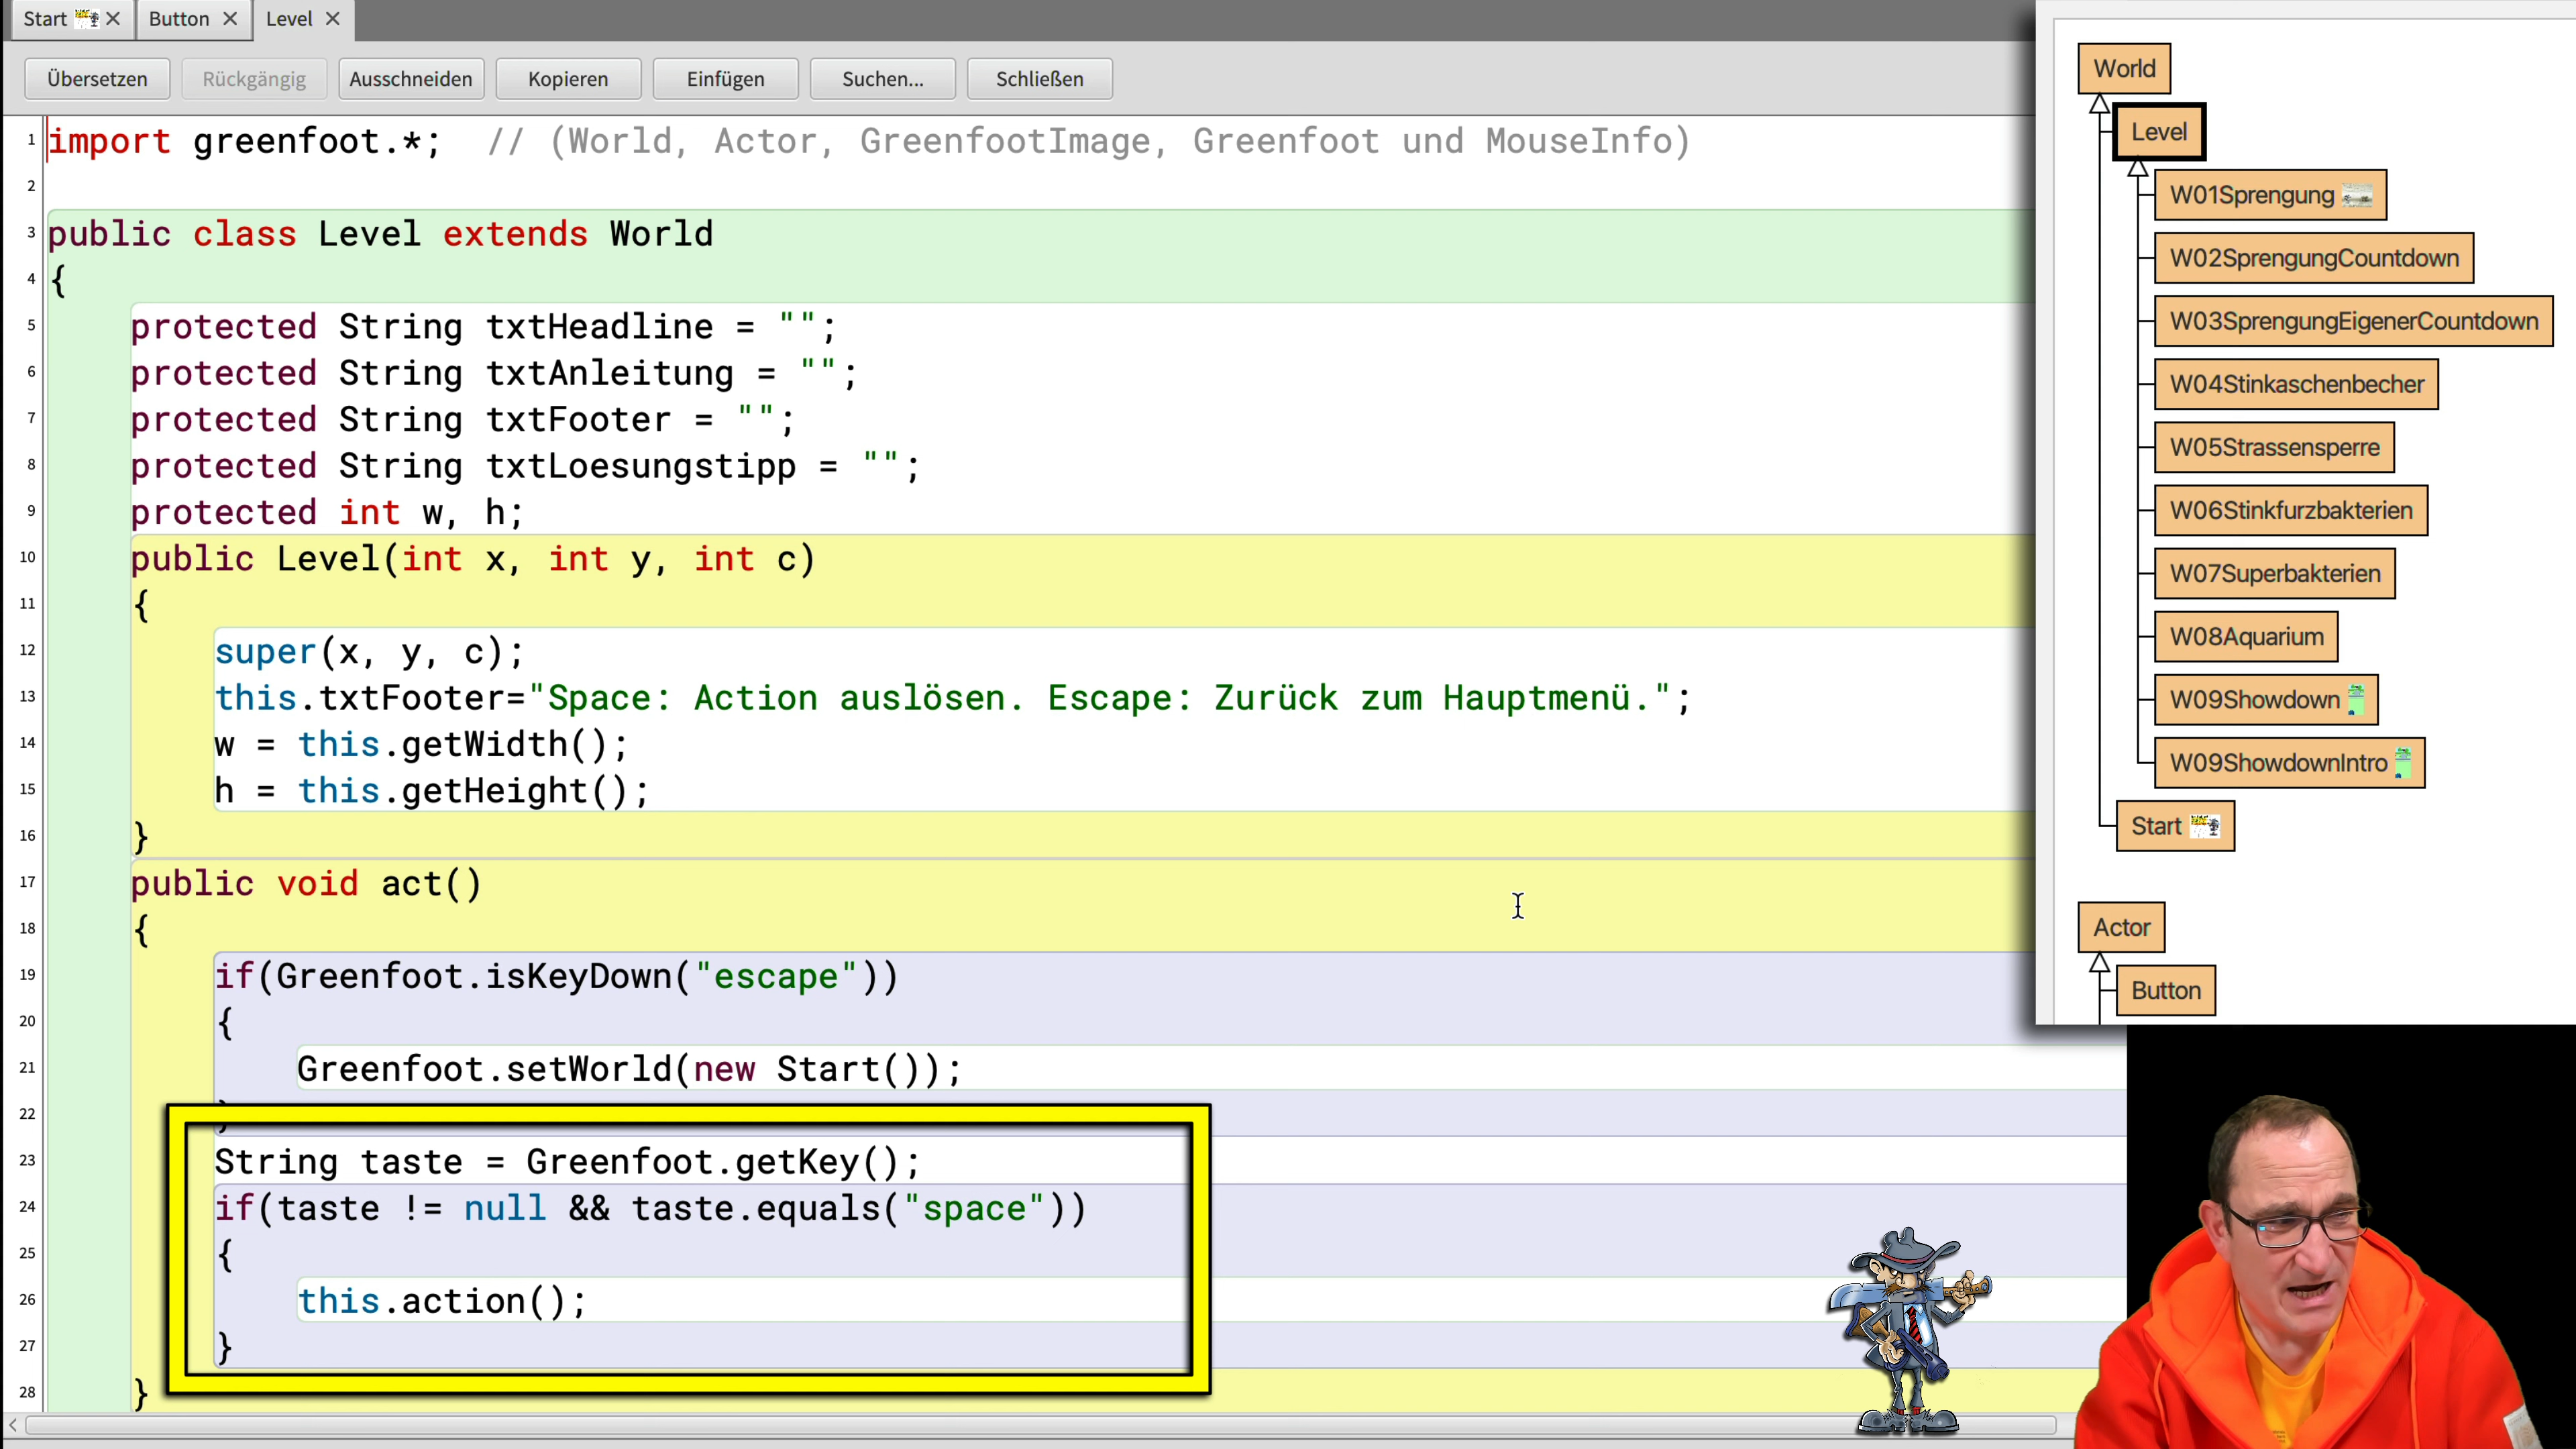 Start
Button
Level
Übersetzen
Rückgängig
Ausschneiden
Kopieren
Einfügen
Suchen...
Schließen
1 import greenfoot.*;  // (World, Actor, GreenfootImage, Greenfoot und MouseInfo)
2
3 public class Level extends World
4 {
5 protected String txtHeadline = "";
6 protected String txtAnleitung = "";
7 protected String txtFooter = "";
8 protected String txtLoesungstipp = "";
9 protected int w, h;
10 public Level(int x, int y, int c)
11 {
12 super(x, y, c);
13 this.txtFooter="Space: Action auslösen. Escape: Zurück zum Hauptmenü.";
14 w = this.getWidth();
15 h = this.getHeight();
16 }
17 public void act()
18 {
19 if(Greenfoot.isKeyDown("escape"))
20 {
21 Greenfoot.setWorld(new Start());
22 }
23 String taste = Greenfoot.getKey();
24 if(taste != null && taste.equals("space"))
25 {
26 this.action();
27 }
28 }
World
Level
W01Sprengung
W02SprengungCountdown
W03SprengungEigenerCountdown
W04Stinkaschenbecher
W05Strassensperre
W06Stinkfurzbakterien
W07Superbakterien
W08Aquarium
W09Showdown
W09ShowdownIntro
Start
Actor
Button